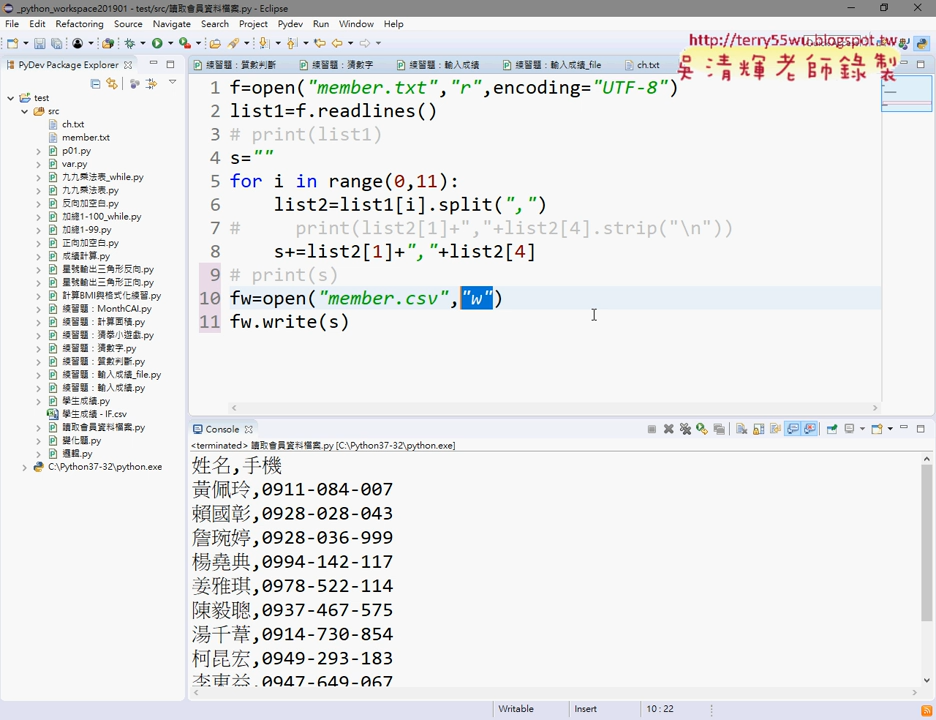 _python_workspace201901 - test/src/讀取會員資料檔案.py - Eclipse
File Edit Refactoring Source Navigate Search Project Pydev Run Window Help
http://terry55wu.blogspot.tw
吳清輝老師錄製
PyDev Package Explorer
練習題：質數判斷
練習題：猜數字
練習題：輸入成績
練習題：輸入成績_file
ch.txt
test
src
ch.txt
member.txt
p01.py
var.py
九九乘法表_while.py
九九乘法表.py
反向加空白.py
加總1-100_while.py
加總1-99.py
正向加空白.py
成績計算.py
星號輸出三角形反向.py
星號輸出三角形正向.py
計算BMI與格式化練習.py
練習題：MonthCAI.py
練習題：計算面積.py
練習題：猜拳小遊戲.py
練習題：猜數字.py
練習題：質數判斷.py
練習題：輸入成績_file.py
練習題：輸入成績.py
學生成績.py
學生成績 - IF.csv
讀取會員資料檔案.py
變化題.py
邏輯.py
C:\Python37-32\python.exe
1 f=open("member.txt","r",encoding="UTF-8")
2 list1=f.readlines()
3 # print(list1)
4 s=""
5 for i in range(0,11):
6 list2=list1[i].split(",")
7 # print(list2[1]+","+list2[4].strip("\n"))
8 s+=list2[1]+","+list2[4]
9 # print(s)
10 fw=open("member.csv","w")
11 fw.write(s)
Console
<terminated> 讀取會員資料檔案.py [C:\Python37-32\python.exe]
姓名,手機
黃佩玲,0911-084-007
賴國彰,0928-028-043
詹琬婷,0928-036-999
楊堯典,0994-142-117
姜雅琪,0978-522-114
陳毅聰,0937-467-575
湯千葦,0914-730-854
柯昆宏,0949-293-183
李東益,0947-649-067
Writable Insert 10 : 22